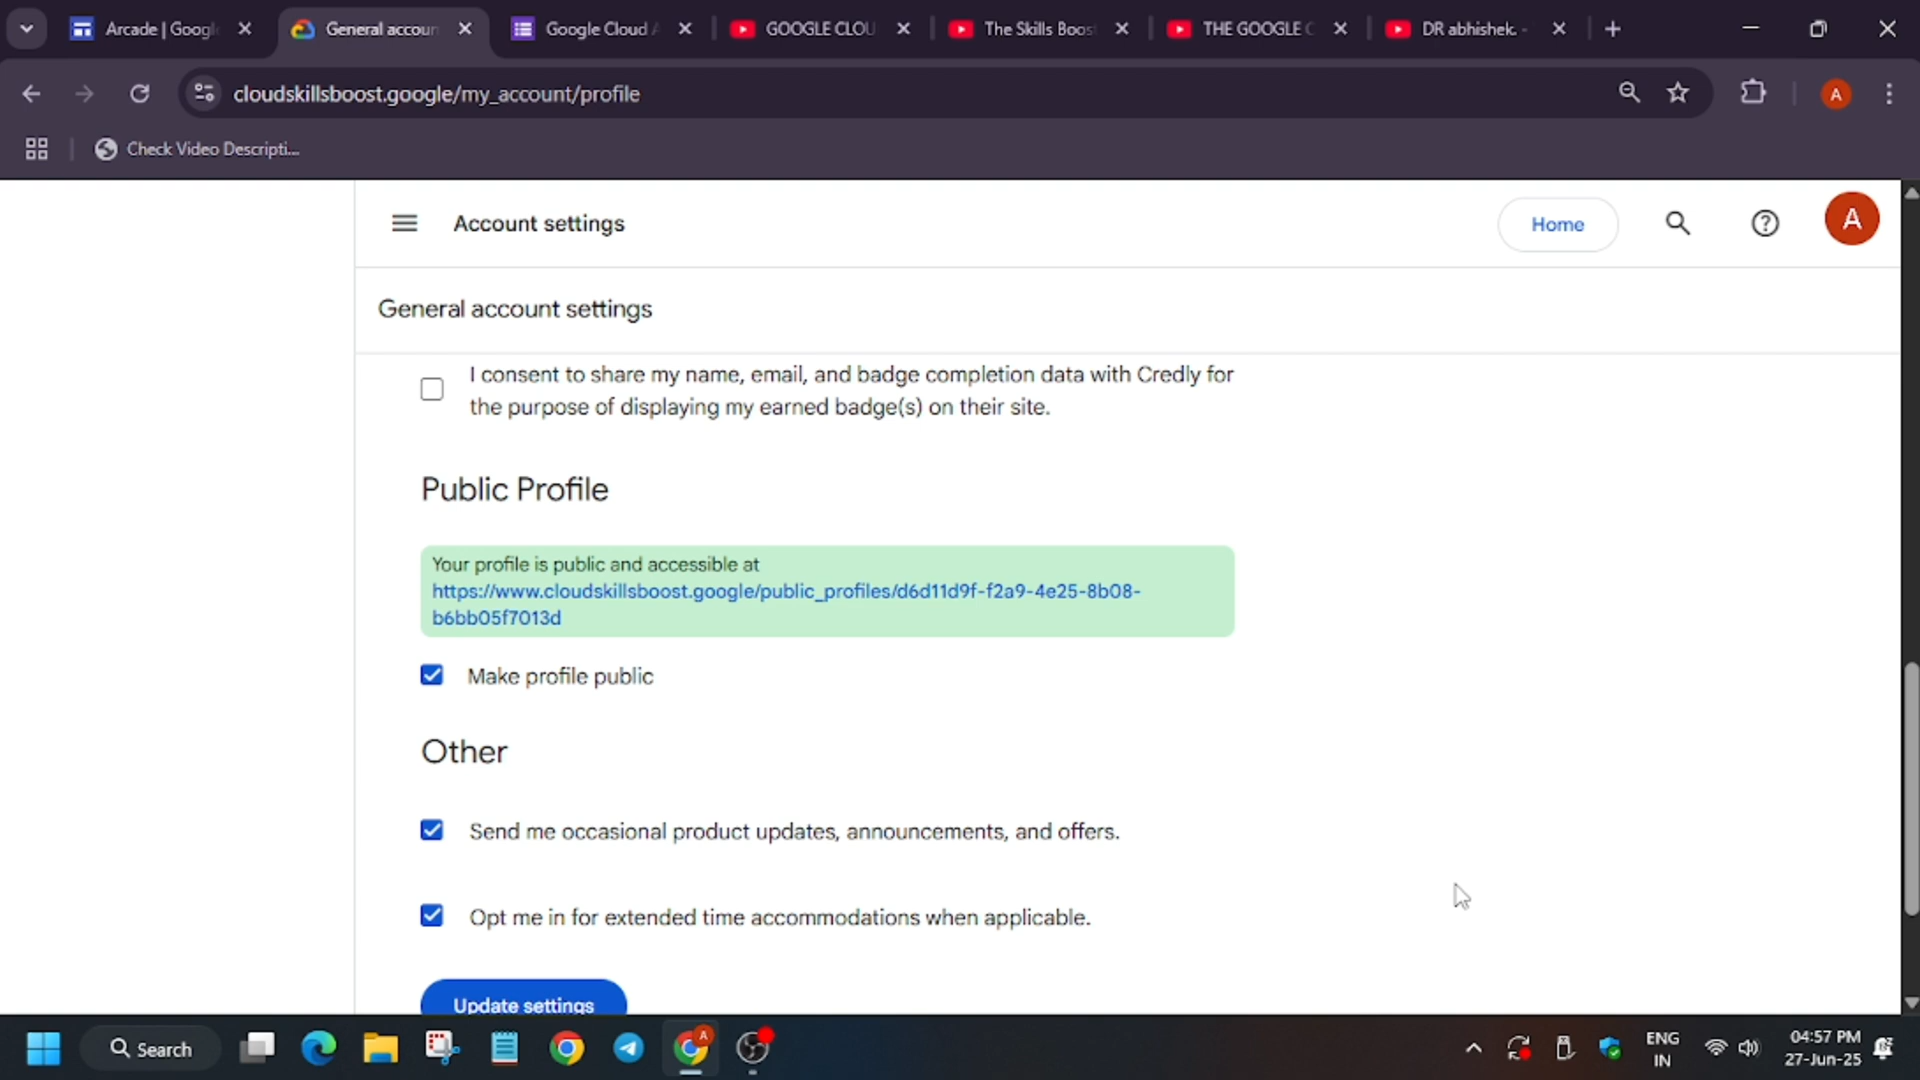 Arcade | Googl
General accoun
Google Cloud A
GOOGLE CLOU
The Skills Boos
THE GOOGLE C
DR abhishek. -
cloudskillsboost.google/my_account/profile
A
Check Video Descripti...
Account settings
Home
A
General account settings
I consent to share my name, email, and badge completion data with Credly for
the purpose of displaying my earned badge(s) on their site.
Public Profile
Your profile is public and accessible at
https://www.cloudskillsboost.google/public_profiles/d6d11d9f-f2a9-4e25-8b08-
b6bb05f7013d
Make profile public
Other
Send me occasional product updates, announcements, and offers.
Opt me in for extended time accommodations when applicable.
Update settings
Search
A
ENG
IN
04:57 PM
27-Jun-25